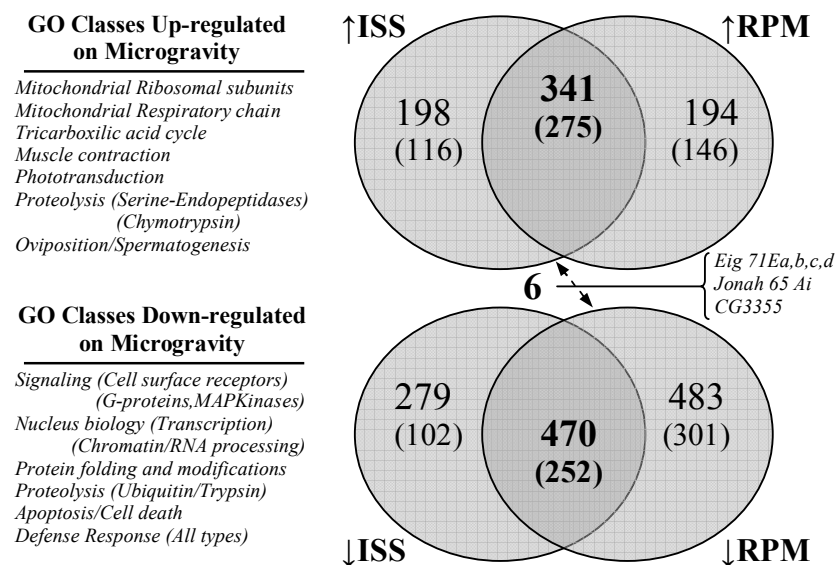 GO Classes Up-regulated
on Microgravity
Mitochondrial Ribosomal subunits
Mitochondrial Respiratory chain
Tricarboxilic acid cycle
Muscle contraction
Phototransduction
Proteolysis (Serine-Endopeptidases)
(Chymotrypsin)
Oviposition/Spermatogenesis
↑ISS
↑RPM
198
(116)
341
(275)
194
(146)
6
Eig 71Ea,b,c,d
Jonah 65 Ai
CG3355
GO Classes Down-regulated
on Microgravity
Signaling (Cell surface receptors)
(G-proteins,MAPKinases)
Nucleus biology (Transcription)
(Chromatin/RNA processing)
Protein folding and modifications
Proteolysis (Ubiquitin/Trypsin)
Apoptosis/Cell death
Defense Response (All types)
279
(102)
470
(252)
483
(301)
↓ISS
↓RPM